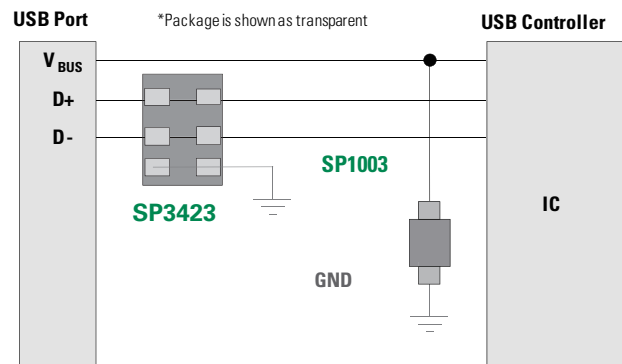 USB Port
*Package is shown as transparent
USB Controller
VBUS
D+
D-
SP1003
SP3423
IC
GND